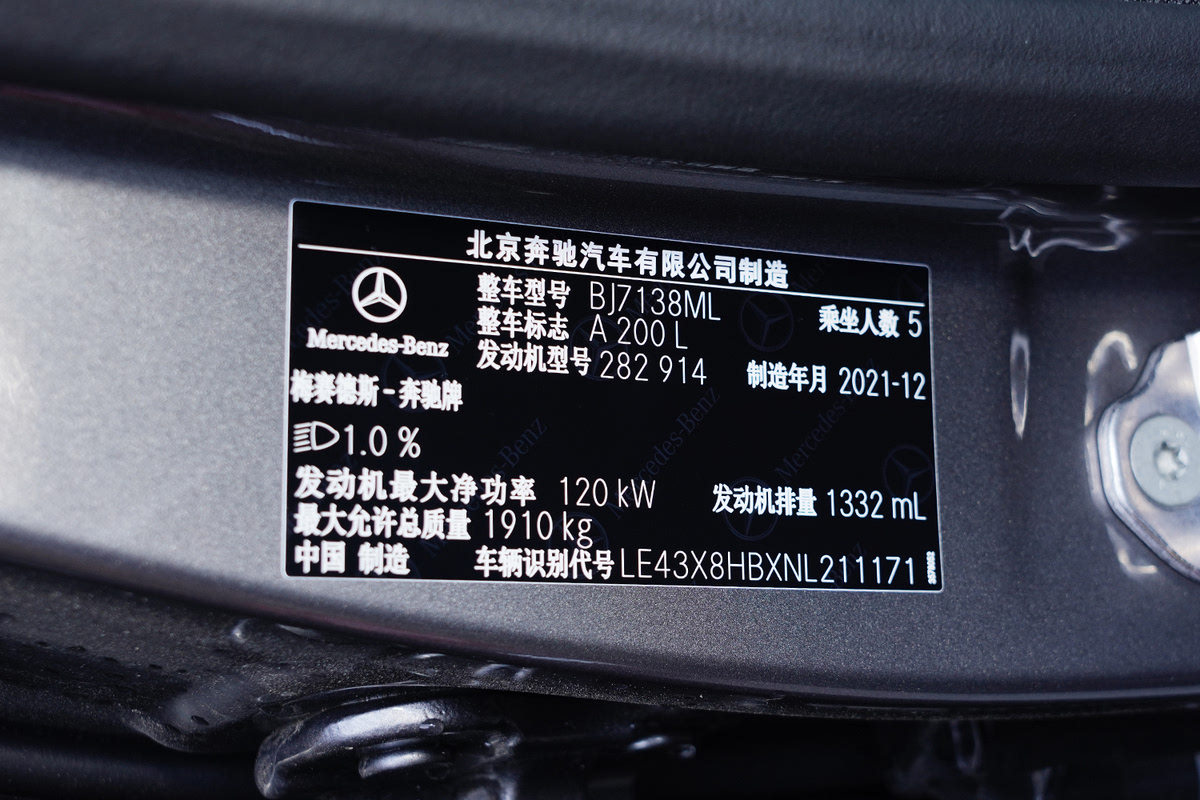 北京奔驰汽车有限公司制造
Mercedes-Benz
梅赛德斯-奔驰牌
整车型号 BJ7138ML
整车标志 A 200 L
乘坐人数 5
发动机型号 282 914
制造年月 2021-12
1.0 %
发动机最大净功率 120 kW
发动机排量 1332 mL
最大允许总质量 1910 kg
中国 制造
车辆识别代号 LE43X8HBXNL211171